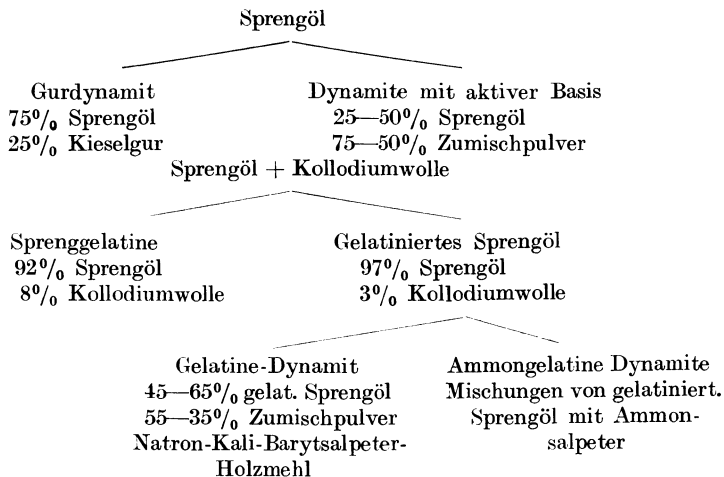 Sprengöl
Gurdynamit
75% Sprengöl
25% Kieselgur
Dynamite mit aktiver Basis
25—50% Sprengöl
75—50% Zumischpulver
Sprengöl + Kollodiumwolle
Sprenggelatine
92% Sprengöl
8% Kollodiumwolle
Gelatiniertes Sprengöl
97% Sprengöl
3% Kollodiumwolle
Gelatine-Dynamit
45—65% gelat. Sprengöl
55—35% Zumischpulver
Natron-Kali-Barytsalpeter-
Holzmehl
Ammongelatine Dynamite
Mischungen von gelatiniert.
Sprengöl mit Ammon-
salpeter